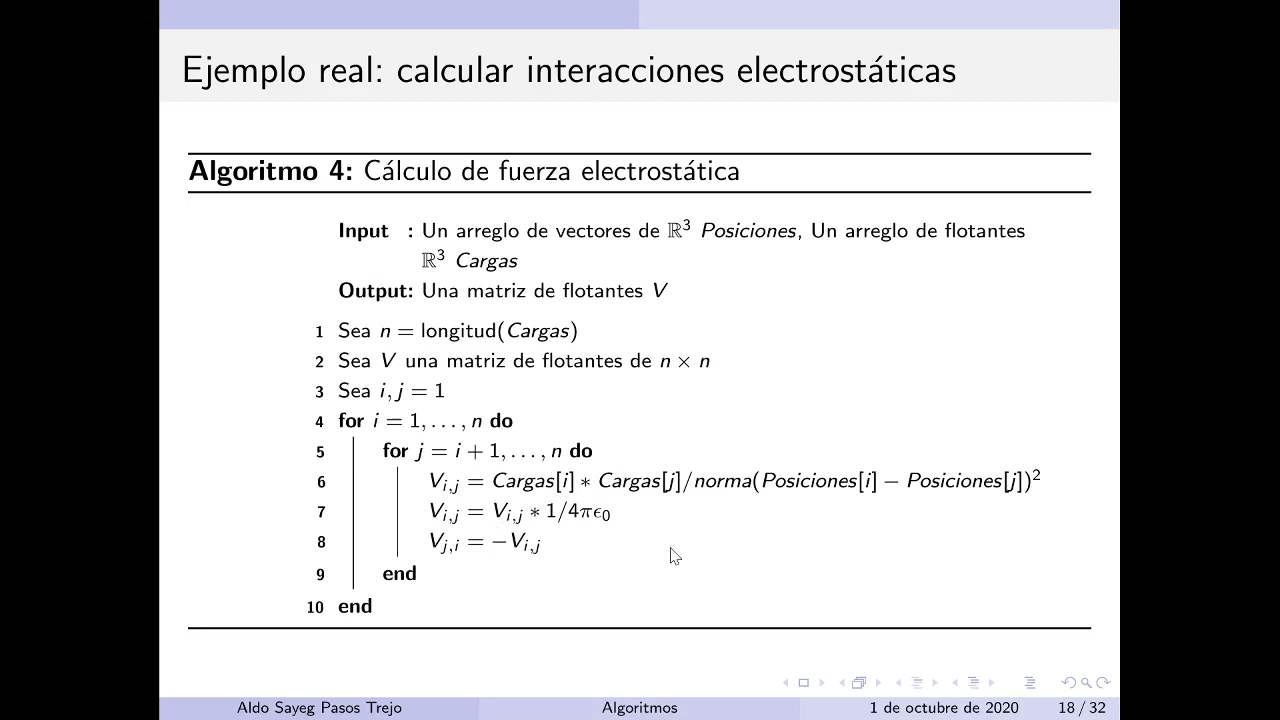 Ejemplo real: calcular interacciones electrostáticas
Algoritmo 4: Cálculo de fuerza electrostática
Input : Un arreglo de vectores de ℝ³ Posiciones, Un arreglo de flotantes
ℝ³ Cargas
Output: Una matriz de flotantes V
1 Sea n = longitud(Cargas)
2 Sea V una matriz de flotantes de n × n
3 Sea i, j = 1
4 for i = 1, . . . , n do
5 for j = i + 1, . . . , n do
6 V_{i,j} = Cargas[i] ∗ Cargas[j]/norma(Posiciones[i] − Posiciones[j])²
7 V_{i,j} = V_{i,j} ∗ 1/4πϵ₀
8 V_{j,i} = −V_{i,j}
9 end
10 end
Aldo Sayeg Pasos Trejo Algoritmos 1 de octubre de 2020 18 / 32